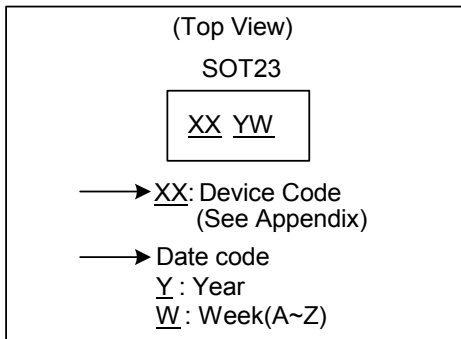 (Top View)
SOT23
XX YW
XX: Device Code
(See Appendix)
Date code
Y : Year
W : Week(A~Z)